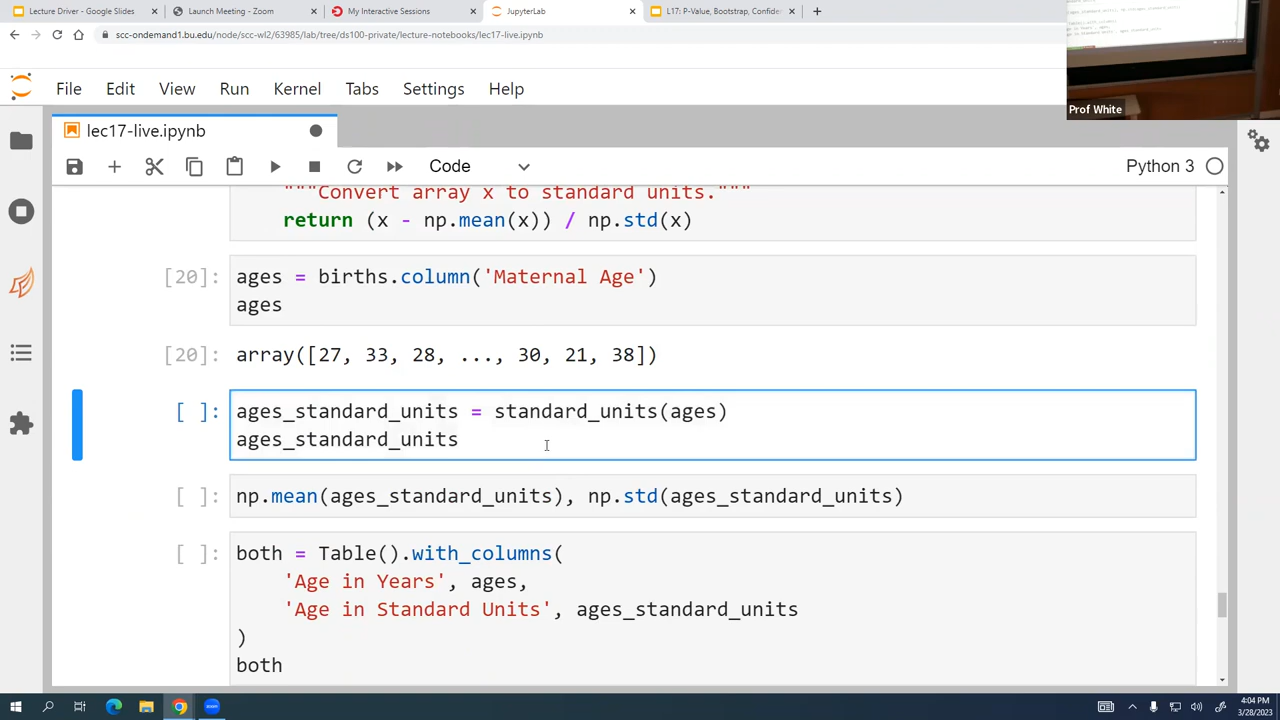 Lecture Driver - Google Slides
Launch Meeting - Zoom
My Interactive Sessions
JupyterLab
L17: P-Value, Bootstrap, Confide
Prof White
File Edit View Run Kernel Tabs Settings Help
lec17-live.ipynb
Code
Python 3
"""Convert array x to standard units."""
return (x - np.mean(x)) / np.std(x)
[20]: ages = births.column('Maternal Age')
ages
[20]: array([27, 33, 28, ..., 30, 21, 38])
[ ]: ages_standard_units = standard_units(ages)
ages_standard_units
[ ]: np.mean(ages_standard_units), np.std(ages_standard_units)
[ ]: both = Table().with_columns(
'Age in Years', ages,
'Age in Standard Units', ages_standard_units
)
both
4:04 PM
3/28/2023